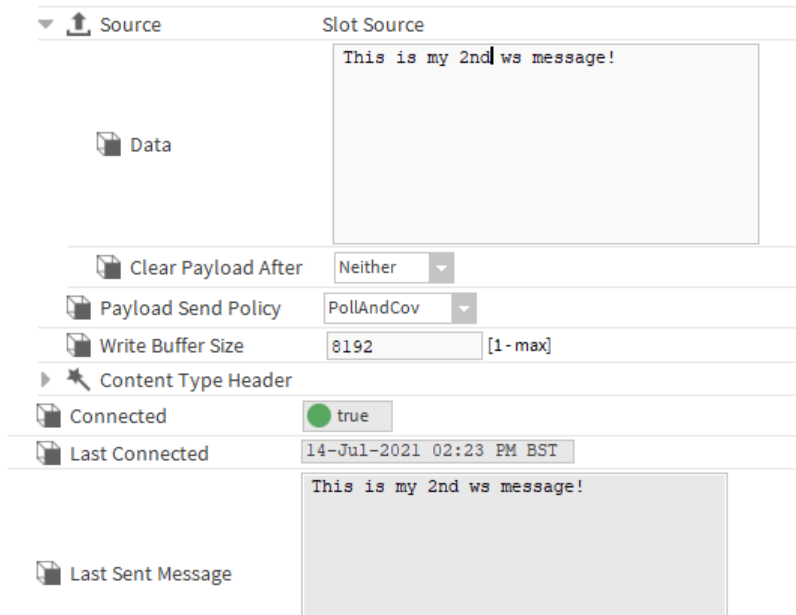 Source Slot Source
This is my 2nd ws message!
Data
Clear Payload After Neither
Payload Send Policy PollAndCov
Write Buffer Size 8192 [1 - max]
Content Type Header
Connected true
Last Connected 14-Jul-2021 02:23 PM BST
This is my 2nd ws message!
Last Sent Message